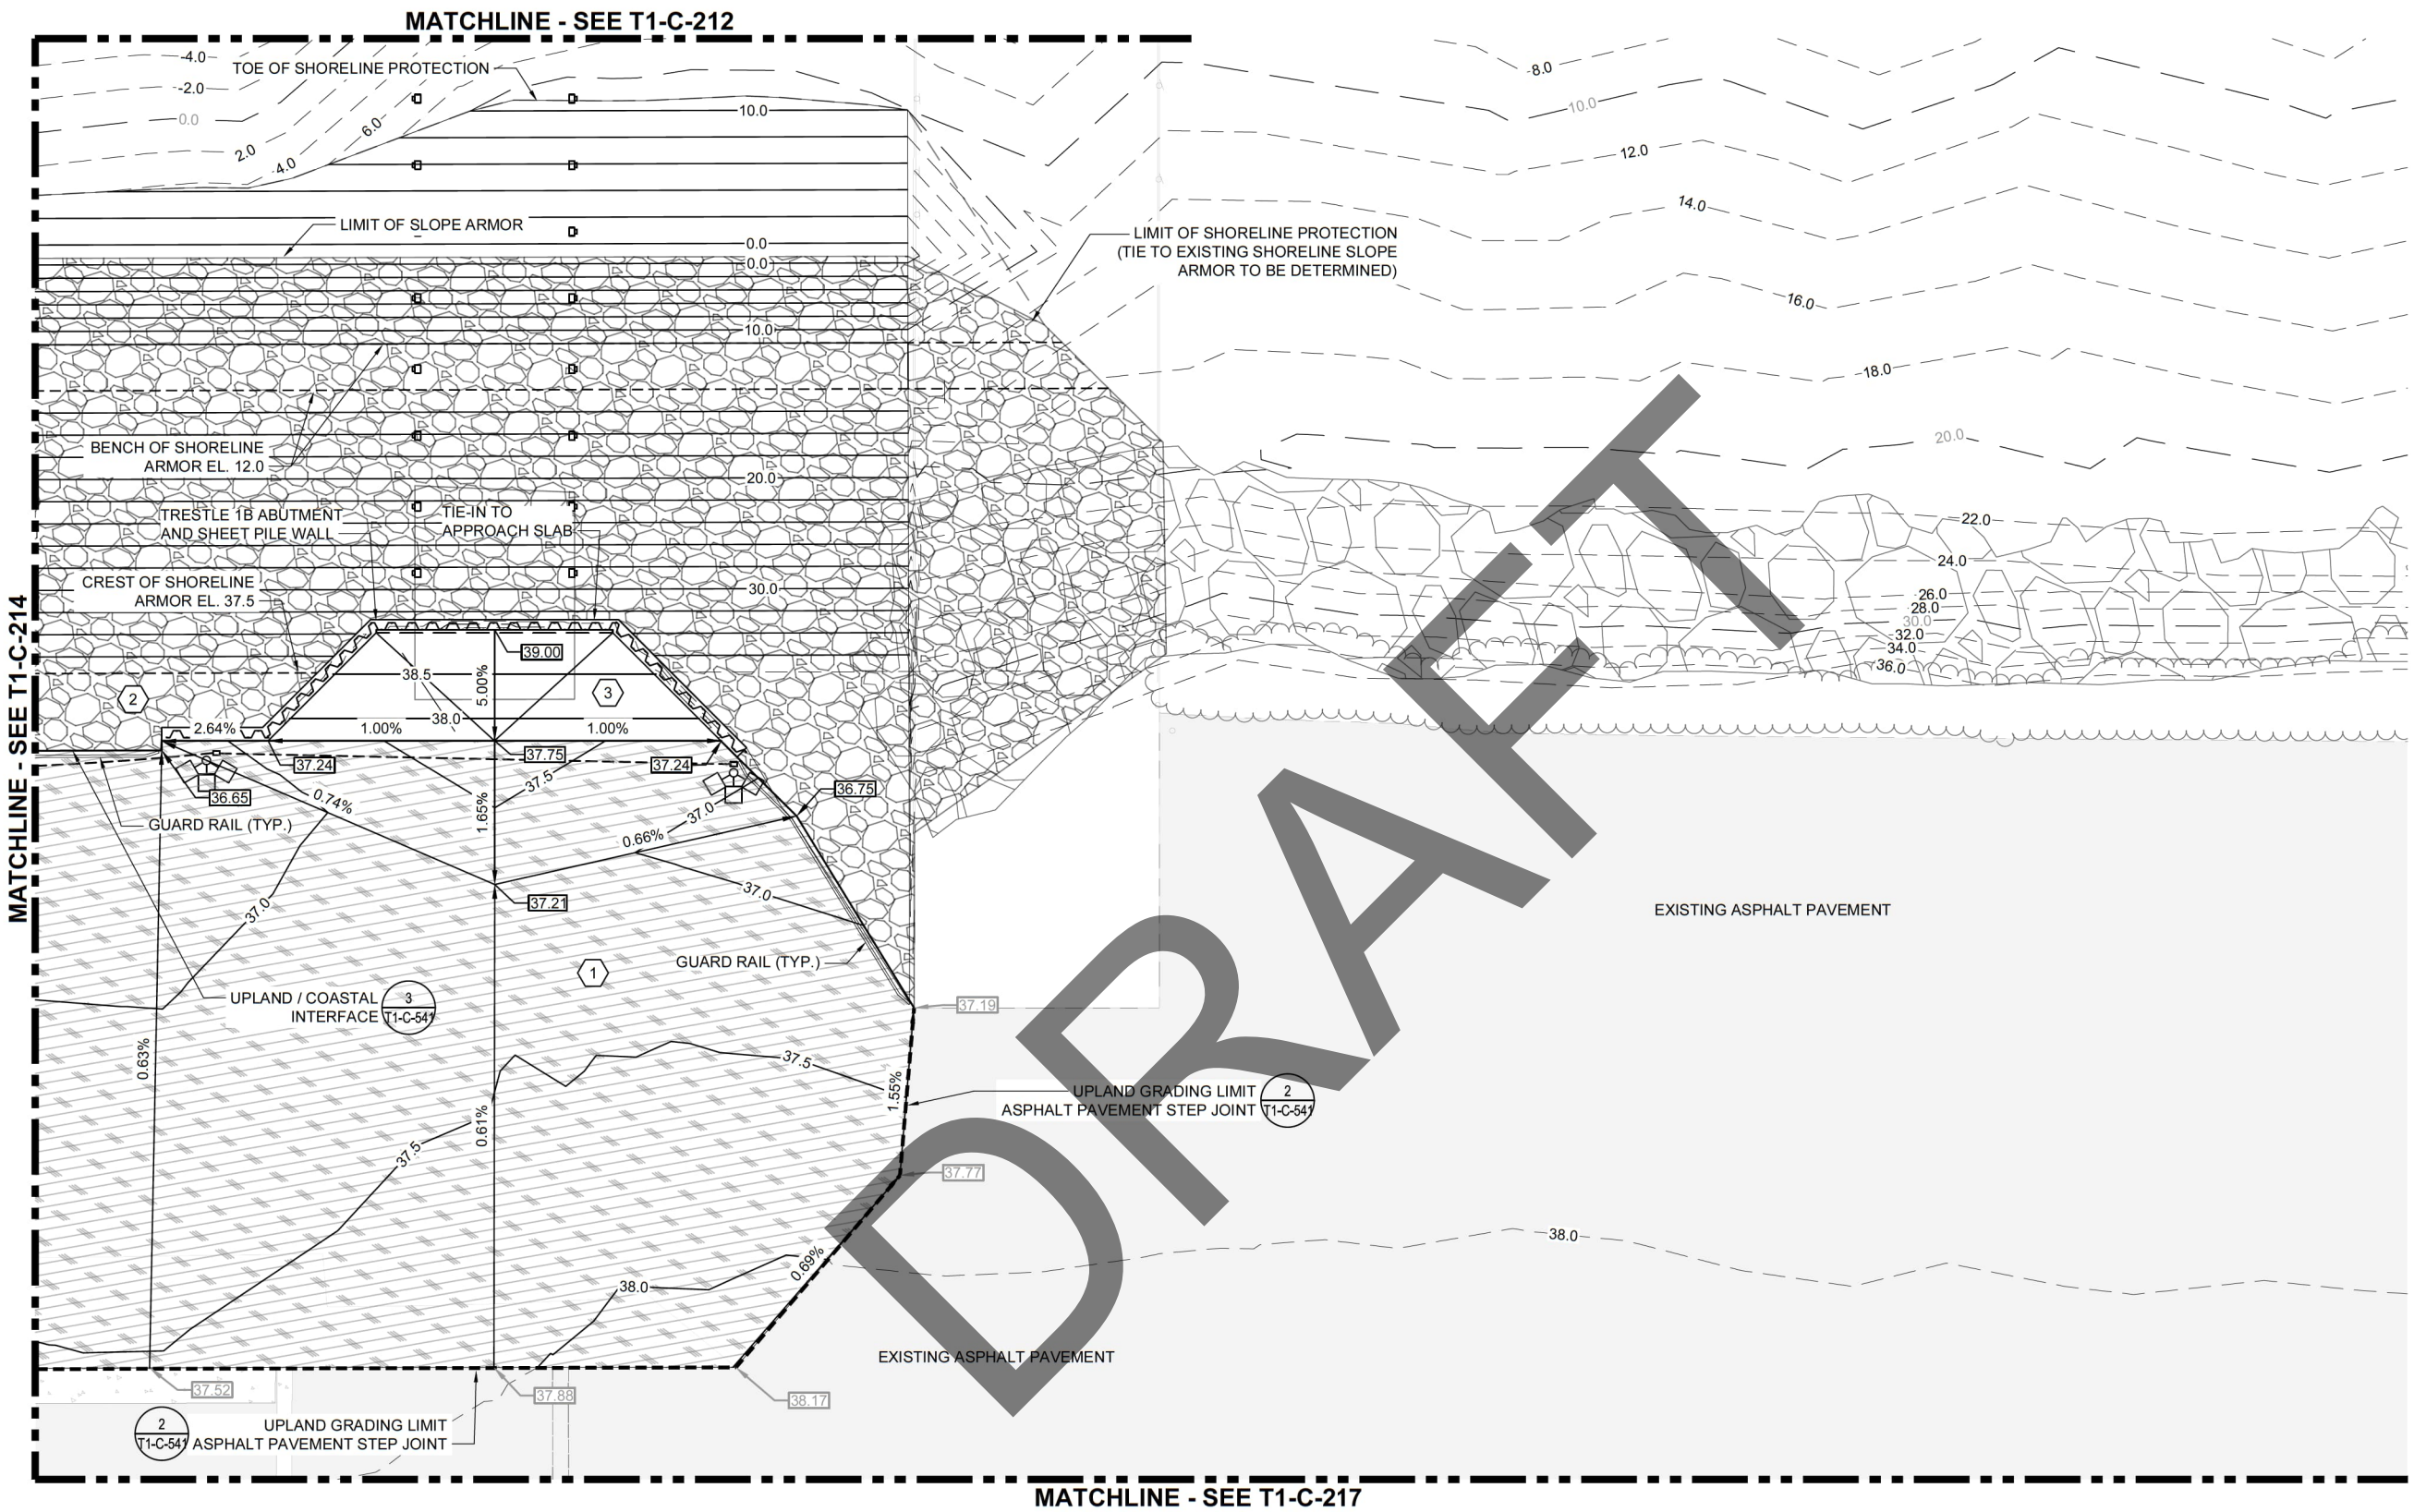 MATCHLINE - SEE T1-C-212
-4.0
TOE OF SHORELINE PROTECTION
-8.0
-2.0
10.0
10.0
0.0
6.0
2.0
12.0
-4.0
14.0
LIMIT OF SLOPE ARMOR
LIMIT OF SHORELINE PROTECTION
(TIE TO EXISTING SHORELINE SLOPE
ARMOR TO BE DETERMINED)
0.0
0.0
16.0
10.0
18.0
BENCH OF SHORELINE
ARMOR EL. 12.0
20.0
20.0
TRESTLE 1B ABUTMENT
AND SHEET PILE WALL
TIE-IN TO
APPROACH SLAB
22.0
24.0
CREST OF SHORELINE
ARMOR EL. 37.5
30.0
26.0
28.0
30.0
32.0
34.0
36.0
MATCHLINE - SEE T1-C-214
39.00
38.5
5.00%
2
3
38.0
2.64%
1.00%
1.00%
37.24
37.75
37.24
37.5
36.65
36.75
0.74%
1.65%
37.0
GUARD RAIL (TYP.)
0.66%
37.0
37.0
37.21
EXISTING ASPHALT PAVEMENT
GUARD RAIL (TYP.)
1
UPLAND / COASTAL
INTERFACE
3
T1-C-541
37.19
0.63%
37.5
1.55%
UPLAND GRADING LIMIT
ASPHALT PAVEMENT STEP JOINT
2
T1-C-541
0.61%
37.5
37.77
38.0
0.69%
38.0
EXISTING ASPHALT PAVEMENT
37.52
37.88
38.17
2
T1-C-541
UPLAND GRADING LIMIT
ASPHALT PAVEMENT STEP JOINT
MATCHLINE - SEE T1-C-217
DRAFT